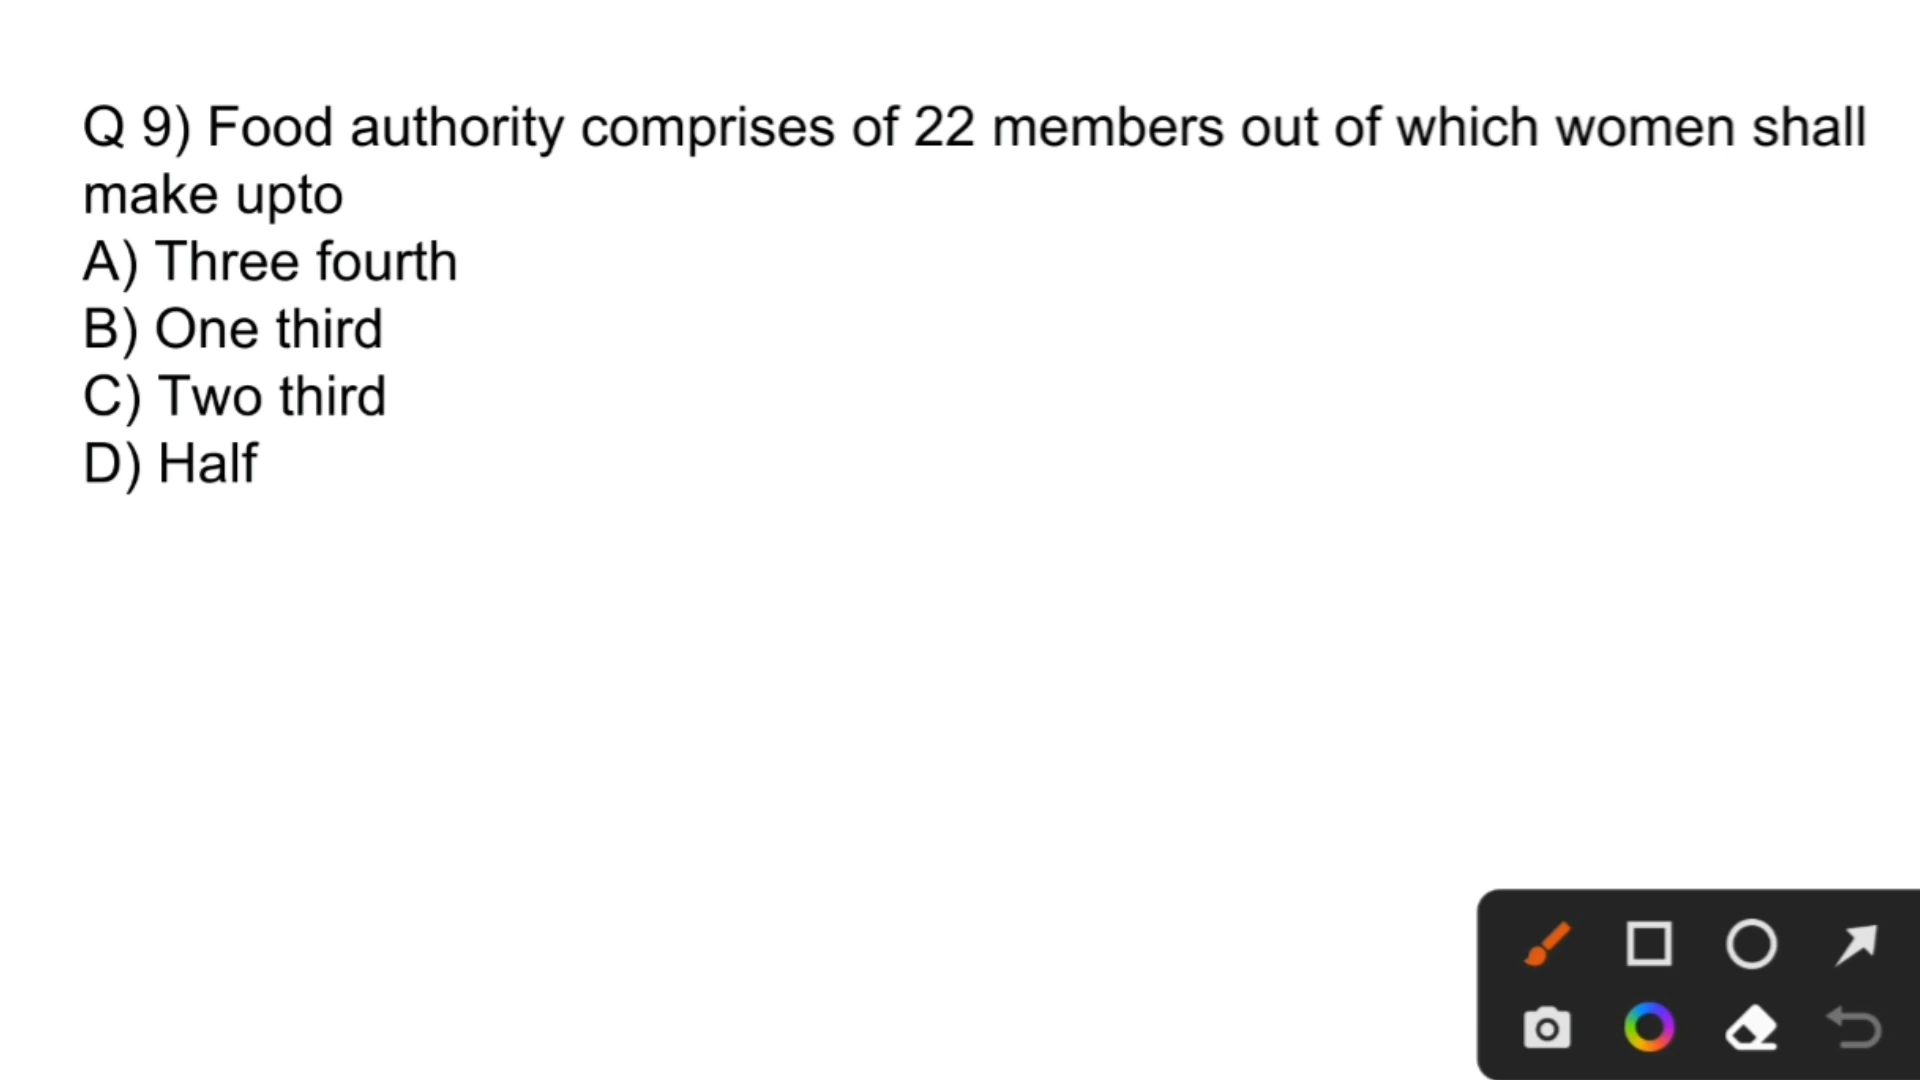 Q 9) Food authority comprises of 22 members out of which women shall
make upto
A) Three fourth
B) One third
C) Two third
D) Half